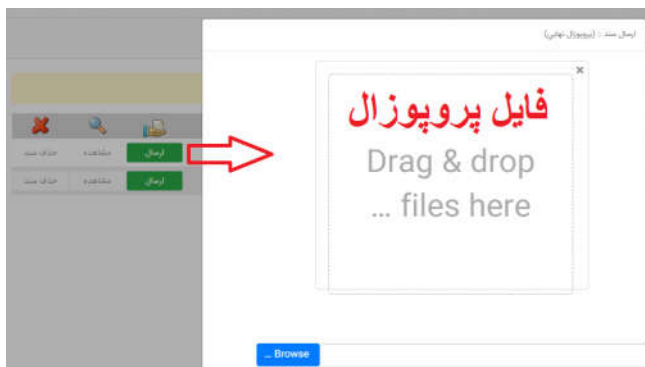 ارسال سند : (پروپوزال نهایی)
×
فایل پروپوزال
Drag & drop
files here ...
ارسال مشاهده حذف سند
ارسال مشاهده حذف سند
Browse ...